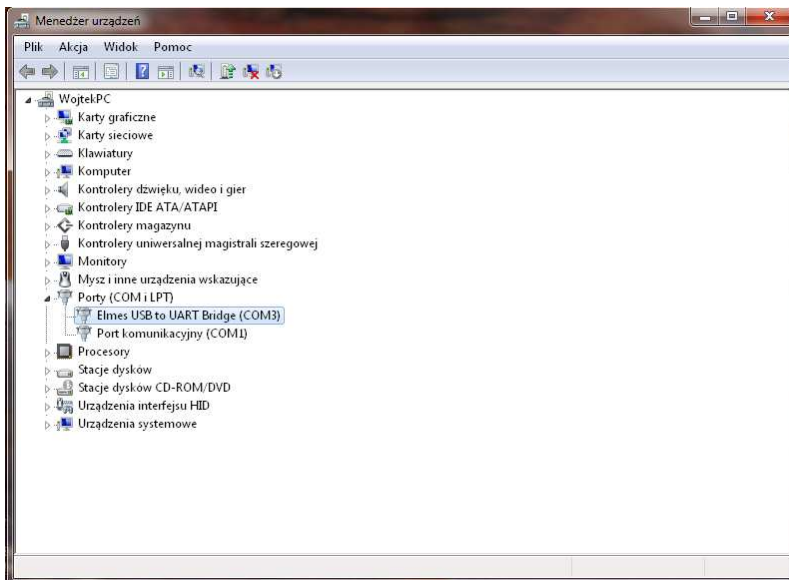 Menedżer urządzeń
Plik Akcja Widok Pomoc
WojtekPC
Karty graficzne
Karty sieciowe
Klawiatury
Komputer
Kontrolery dźwięku, wideo i gier
Kontrolery IDE ATA/ATAPI
Kontrolery magazynu
Kontrolery uniwersalnej magistrali szeregowej
Monitory
Mysz i inne urządzenia wskazujące
Porty (COM i LPT)
Elmes USB to UART Bridge (COM3)
Port komunikacyjny (COM1)
Procesory
Stacje dysków
Stacje dysków CD-ROM/DVD
Urządzenia interfejsu HID
Urządzenia systemowe